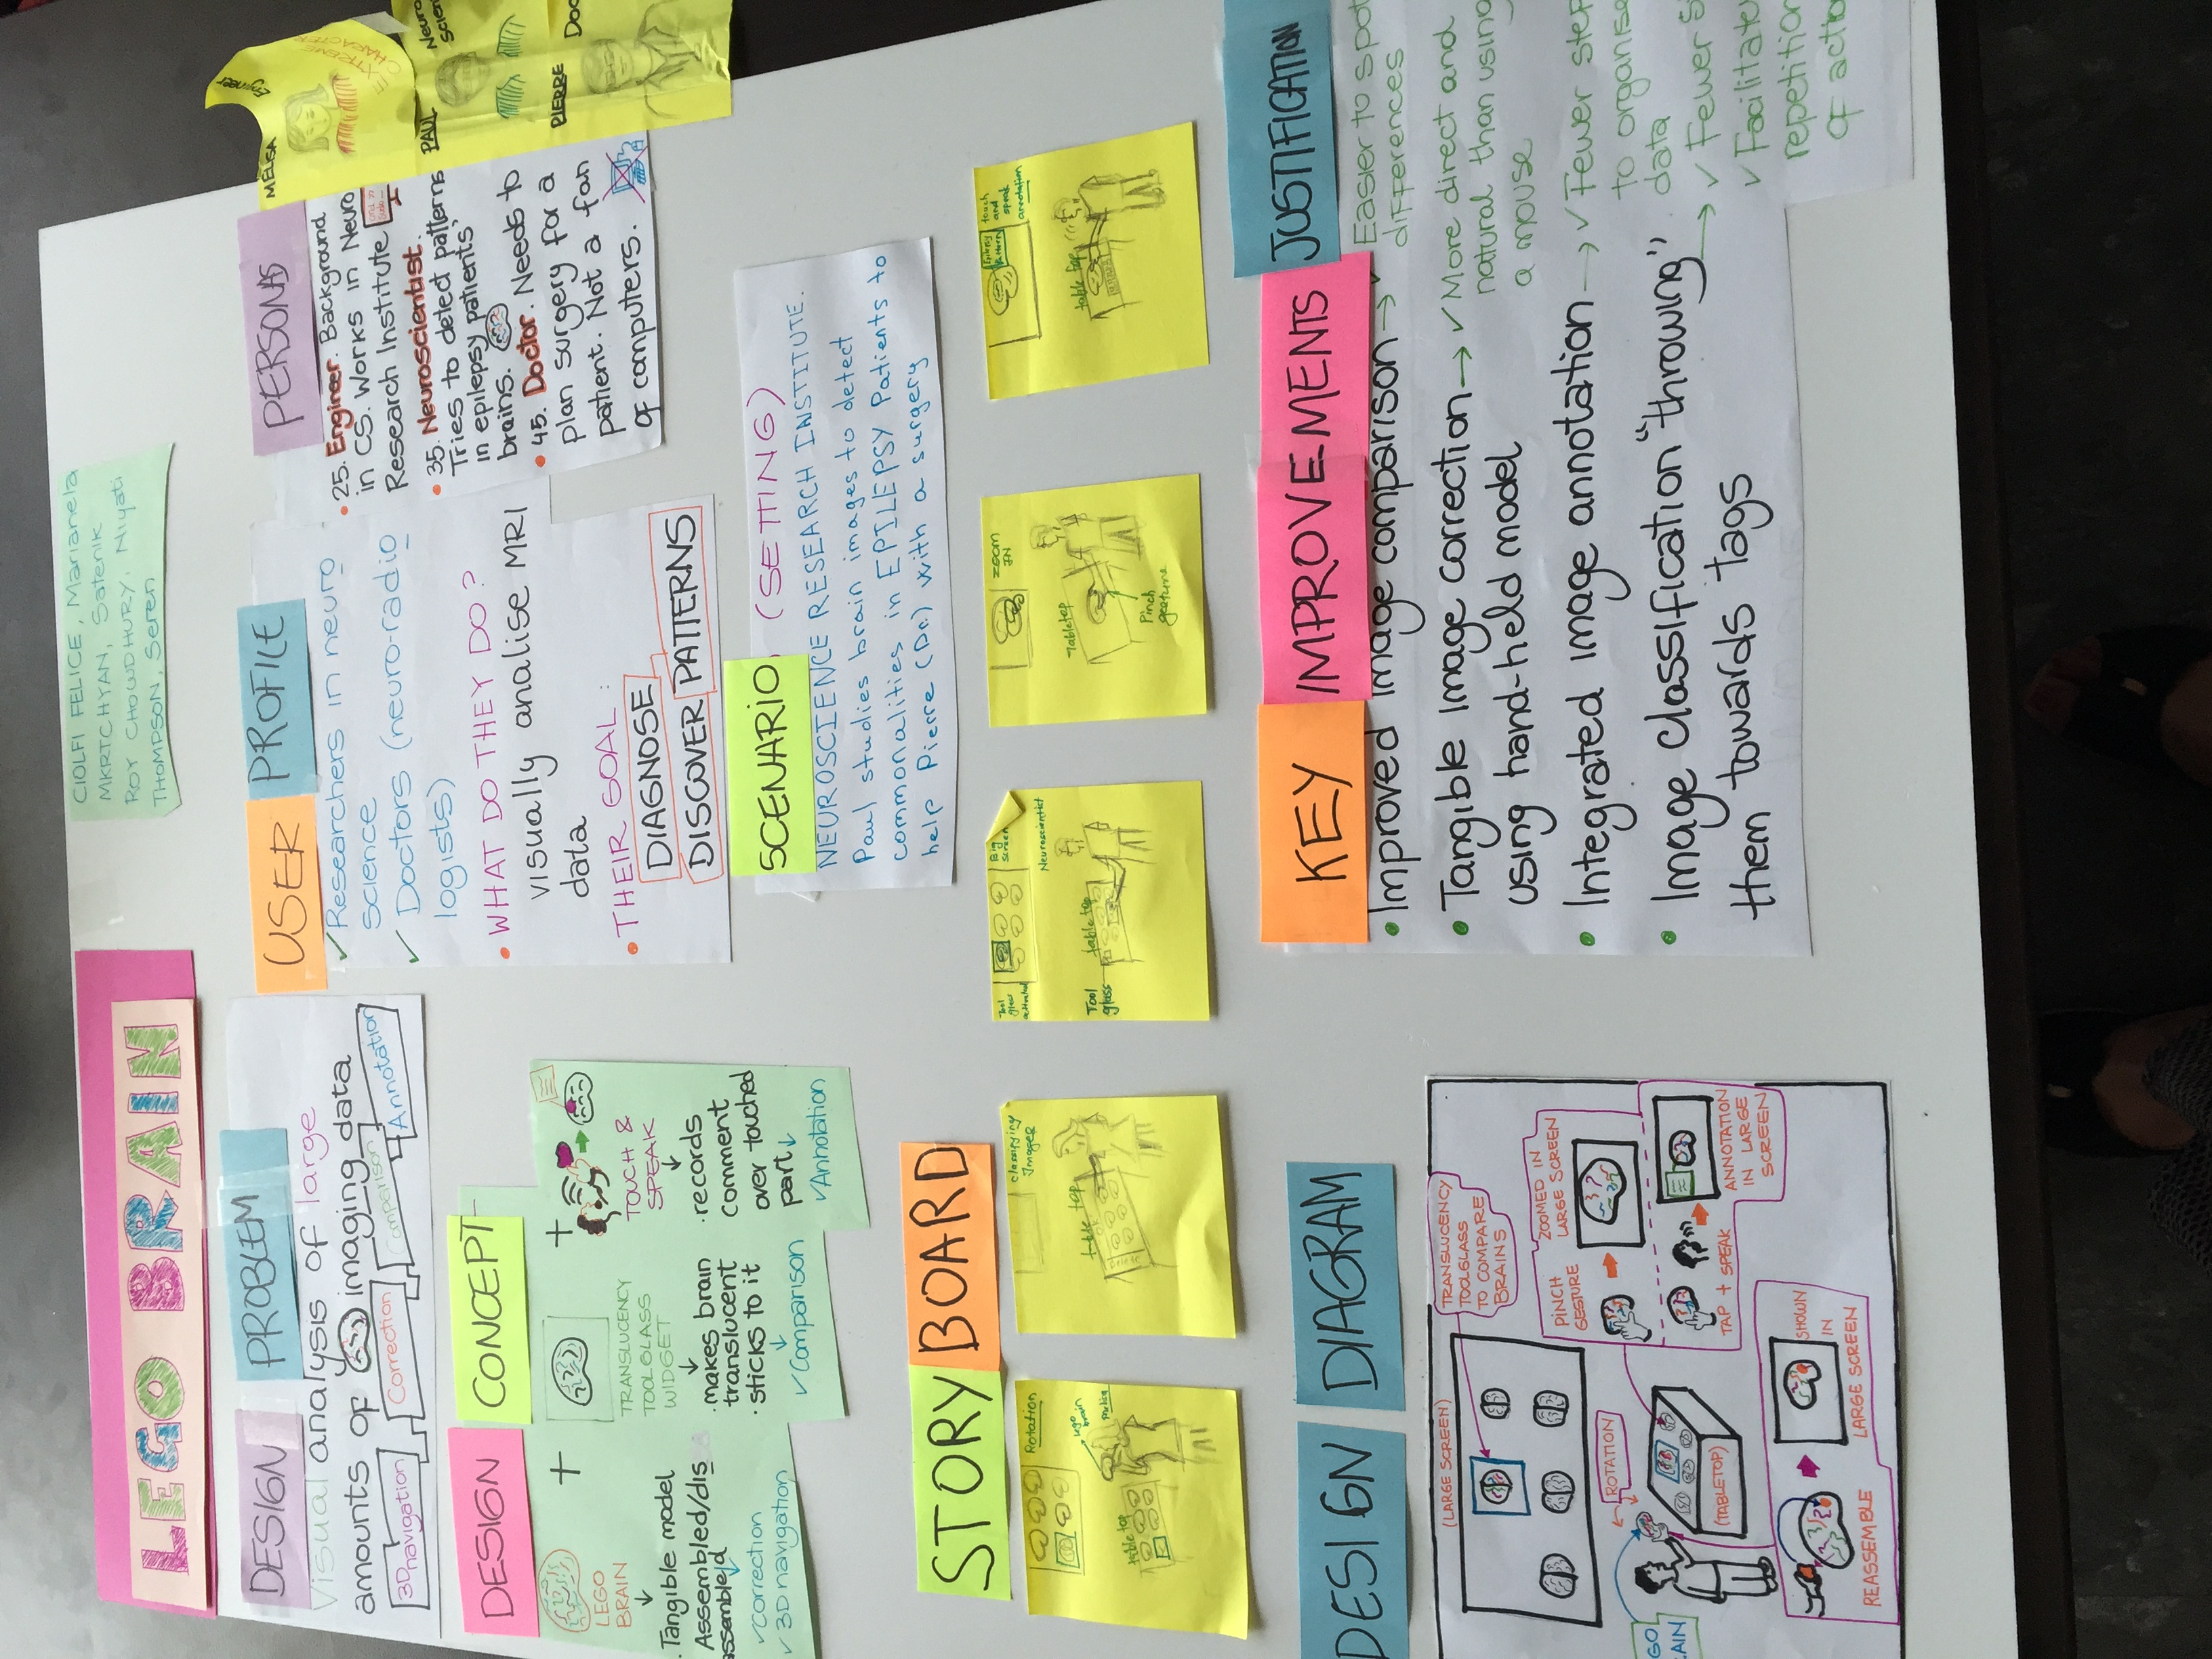 LEGO BRAIN
CIOLFI FELICE, Marianela
MKRTCHYAN, Satenik
ROY CHOWDHURY, Niyati
THOMPSON, Seren
DESIGN PROBLEM
Visual analysis of large
amounts of imaging data
3D navigation
Correction
Comparison
Annotation
USER PROFILE
✓ Researchers in neuro
science
✓ Doctors (neuro-radio
logists)
• WHAT DO THEY DO?
visually analise MRI
data
• THEIR GOAL:
DIAGNOSE
DISCOVER PATTERNS
PERSONAS
• 25. Engineer. Background
in CS. Works in Neuro
Research Institute
• 35. Neuroscientist.
Tries to detect patterns
in epilepsy patients'
brains.
• 45. Doctor. Needs to
plan surgery for a
patient. Not a fan
of computers.
MELISA
Engineer
EXTREME
CHARACTER
PAUL
Neuro
Scien
PIERRE
Doc
DESIGN CONCEPT
+
+
LEGO
BRAIN
Tangible model
Assembled/dis
assembled
✓ Correction
✓ 3D navigation
TRANSLUCENCY
TOOLGLASS
WIDGET
• makes brain
translucent
• sticks to it
✓ Comparison
TOUCH &
SPEAK
• records
comment
over touched
part
✓ Annotation
SCENARIO (SETTING)
NEUROSCIENCE RESEARCH INSTITUTE.
Paul studies brain images to detect
commonalities in EPILEPSY Patients to
help Pierre (Dr.) with a surgery
STORY BOARD
Rotation
Lego
brain
Melisa
table top
classifying
Images
table top
Tool
glass
activated
Big
Screen
Neuroscientist
Tool
glass
table top
ZOOM
IN
Tabletop
Pinch
gesture
Epilepsy
Pattern
touch
and
speak
annotation
table top
DESIGN DIAGRAM
(LARGE SCREEN)
TRANSLUCENCY
TOOLGLASS
TO COMPARE
BRAINS
PINCH
GESTURE
ZOOMED IN
LARGE SCREEN
ROTATION
GO
AIN
(TABLETOP)
TAP + SPEAK
ANNOTATION
IN LARGE
SCREEN
REASSEMBLE
SHOWN
IN
LARGE SCREEN
KEY IMPROVEMENTS
JUSTIFICATION
• Improved image comparison →
✓ Easier to spot
differences
• Tangible image correction →
using hand-held model
✓ More direct and
natural than using
a mouse
• Integrated image annotation →
✓ Fewer step
to organise
data
• Image classification "throwing"
them towards tags →
✓ Fewer S
✓ Facilitate
repetition
of actio